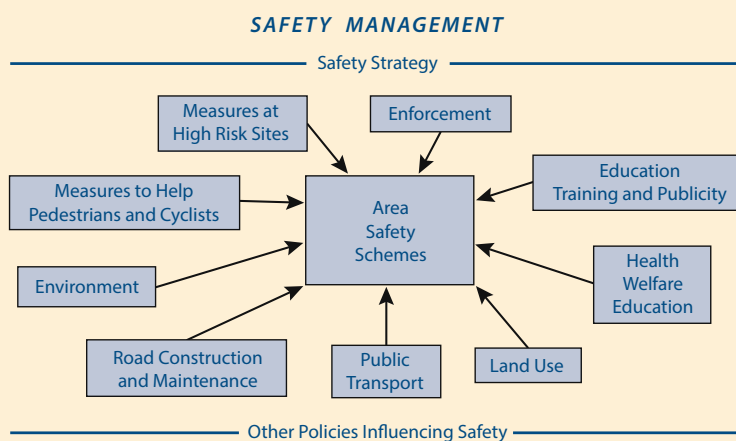 SAFETY MANAGEMENT
Safety Strategy
Measures at
High Risk Sites
Enforcement
Education
Training and Publicity
Measures to Help
Pedestrians and Cyclists
Area
Safety
Schemes
Environment
Health
Welfare
Education
Road Construction
and Maintenance
Public
Transport
Land Use
Other Policies Influencing Safety